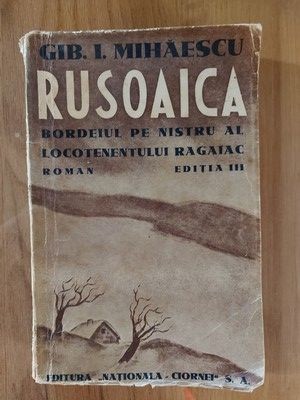 GIB. I. MIHĂESCU
RUSOAICA
BORDEIUL PE NISTRU AL
LOCOTENENTULUI RAGAIAC
ROMAN EDIȚIA III
EDITURA „NAȚIONALA - CIORNEI" S. A.